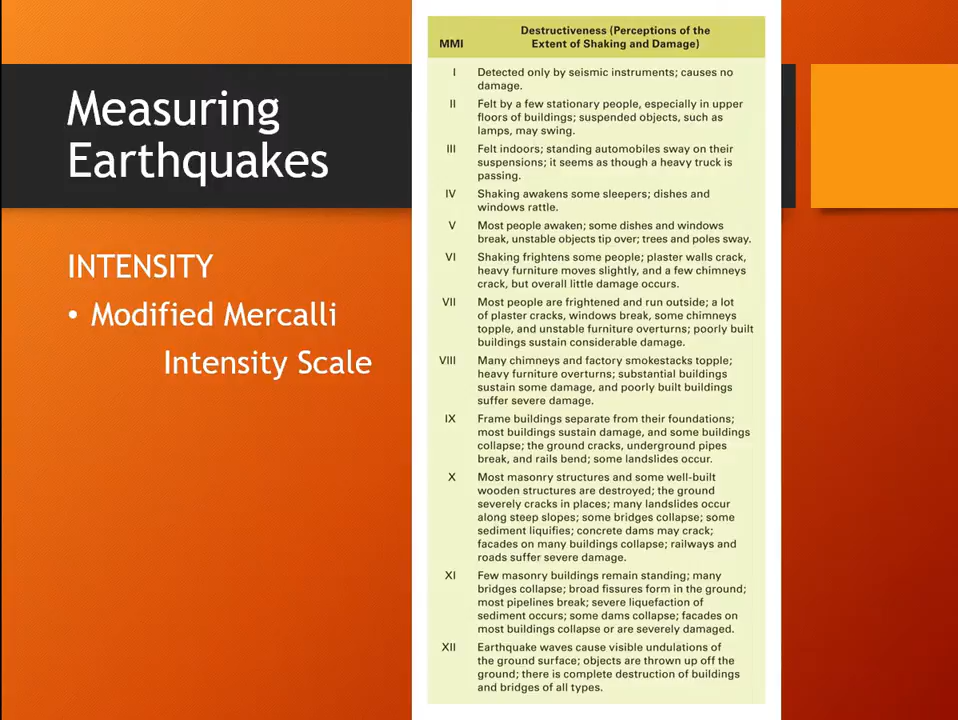 Measuring
Earthquakes
INTENSITY
• Modified Mercalli
Intensity Scale
MMI Destructiveness (Perceptions of the
Extent of Shaking and Damage)
I Detected only by seismic instruments; causes no
damage.
II Felt by a few stationary people, especially in upper
floors of buildings; suspended objects, such as
lamps, may swing.
III Felt indoors; standing automobiles sway on their
suspensions; it seems as though a heavy truck is
passing.
IV Shaking awakens some sleepers; dishes and
windows rattle.
V Most people awaken; some dishes and windows
break, unstable objects tip over; trees and poles sway.
VI Shaking frightens some people; plaster walls crack,
heavy furniture moves slightly, and a few chimneys
crack, but overall little damage occurs.
VII Most people are frightened and run outside; a lot
of plaster cracks, windows break, some chimneys
topple, and unstable furniture overturns; poorly built
buildings sustain considerable damage.
VIII Many chimneys and factory smokestacks topple;
heavy furniture overturns; substantial buildings
sustain some damage, and poorly built buildings
suffer severe damage.
IX Frame buildings separate from their foundations;
most buildings sustain damage, and some buildings
collapse; the ground cracks, underground pipes
break, and rails bend; some landslides occur.
X Most masonry structures and some well-built
wooden structures are destroyed; the ground
severely cracks in places; many landslides occur
along steep slopes; some bridges collapse; some
sediment liquifies; concrete dams may crack;
facades on many buildings collapse; railways and
roads suffer severe damage.
XI Few masonry buildings remain standing; many
bridges collapse; broad fissures form in the ground;
most pipelines break; severe liquefaction of
sediment occurs; some dams collapse; facades on
most buildings collapse or are severely damaged.
XII Earthquake waves cause visible undulations of
the ground surface; objects are thrown up off the
ground; there is complete destruction of buildings
and bridges of all types.